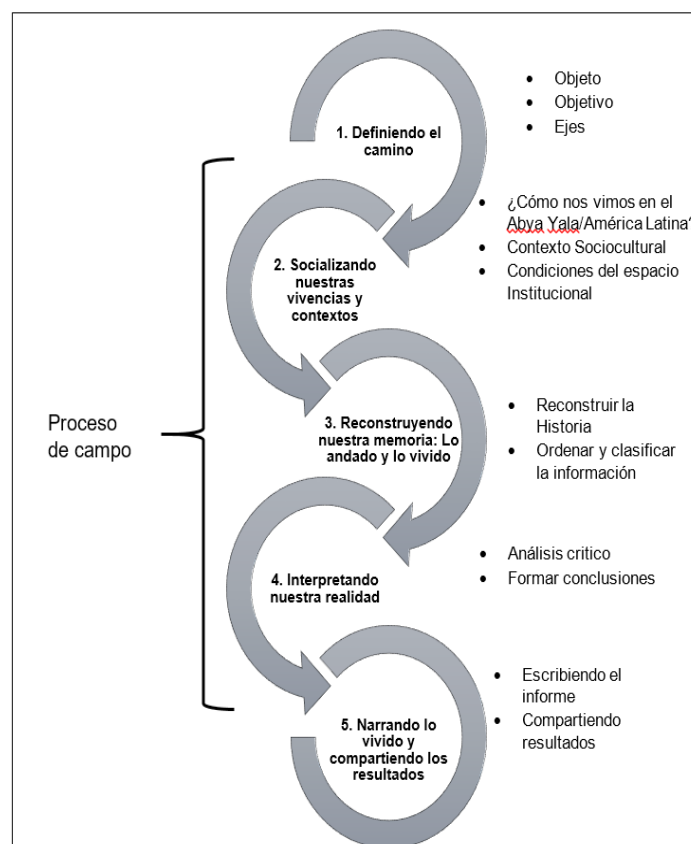 1. Definiendo el
camino
• Objeto
• Objetivo
• Ejes
2. Socializando
nuestras
vivencias y
contextos
• ¿Cómo nos vimos en el
Abya Yala/América Latina?
• Contexto Sociocultural
• Condiciones del espacio
Institucional
Proceso
de campo
3. Reconstruyendo
nuestra memoria: Lo
andado y lo vivido
• Reconstruir la
Historia
• Ordenar y clasificar
la información
4. Interpretando
nuestra realidad
• Análisis critico
• Formar conclusiones
5. Narrando lo
vivido y
compartiendo los
resultados
• Escribiendo el
informe
• Compartiendo
resultados